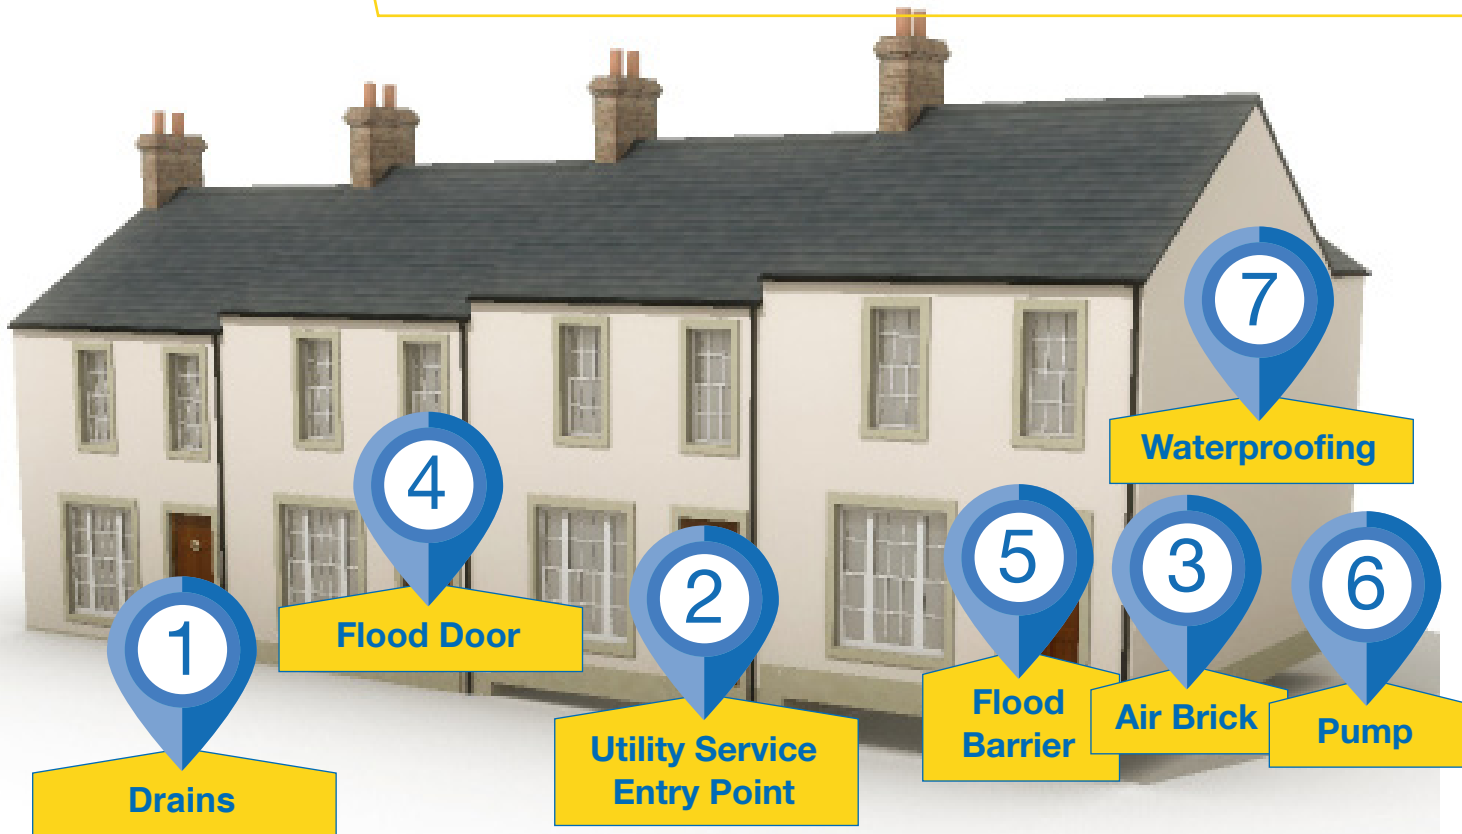 1
Drains
4
Flood Door
2
Utility Service
Entry Point
5
Flood
Barrier
3
Air Brick
6
Pump
7
Waterproofing